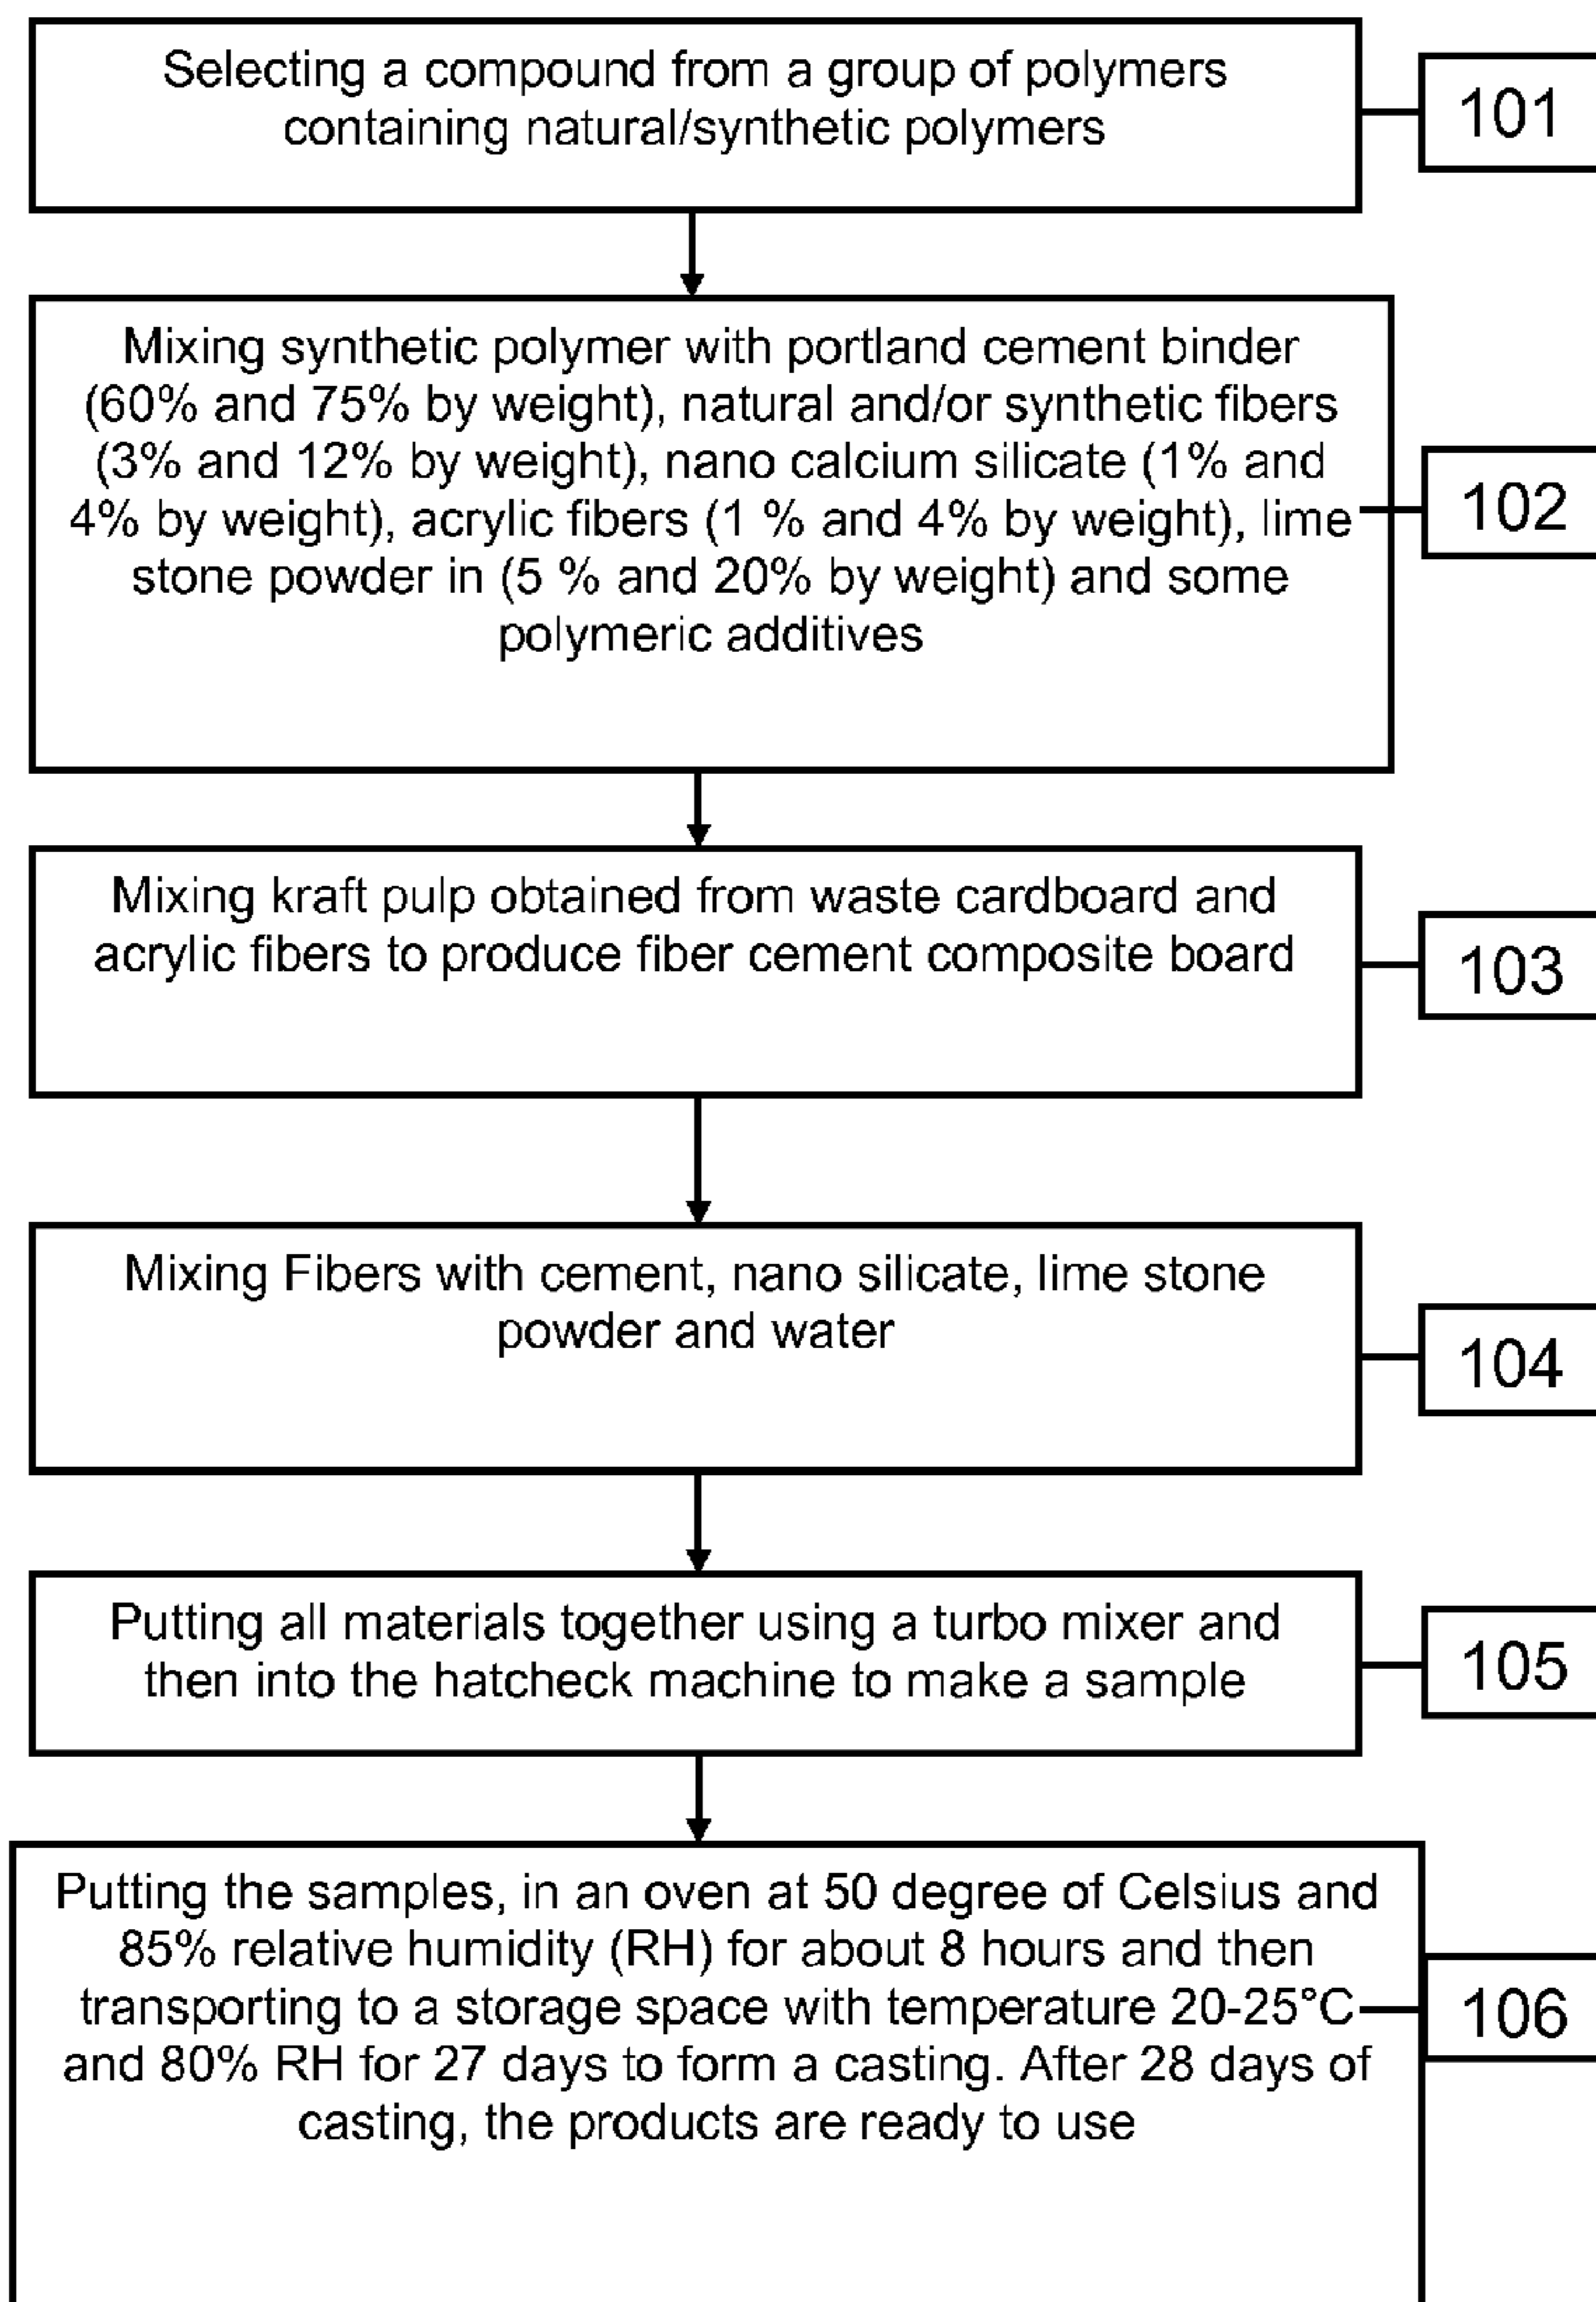 Selecting a compound from a group of polymers
containing natural/synthetic polymers
101
Mixing synthetic polymer with portland cement binder
(60% and 75% by weight), natural and/or synthetic fibers
(3% and 12% by weight), nano calcium silicate (1% and
4% by weight), acrylic fibers (1 % and 4% by weight), lime
stone powder in (5 % and 20% by weight) and some
polymeric additives
102
Mixing kraft pulp obtained from waste cardboard and
acrylic fibers to produce fiber cement composite board
103
Mixing Fibers with cement, nano silicate, lime stone
powder and water
104
Putting all materials together using a turbo mixer and
then into the hatcheck machine to make a sample
105
Putting the samples, in an oven at 50 degree of Celsius and
85% relative humidity (RH) for about 8 hours and then
transporting to a storage space with temperature 20-25°C
and 80% RH for 27 days to form a casting. After 28 days of
casting, the products are ready to use
106